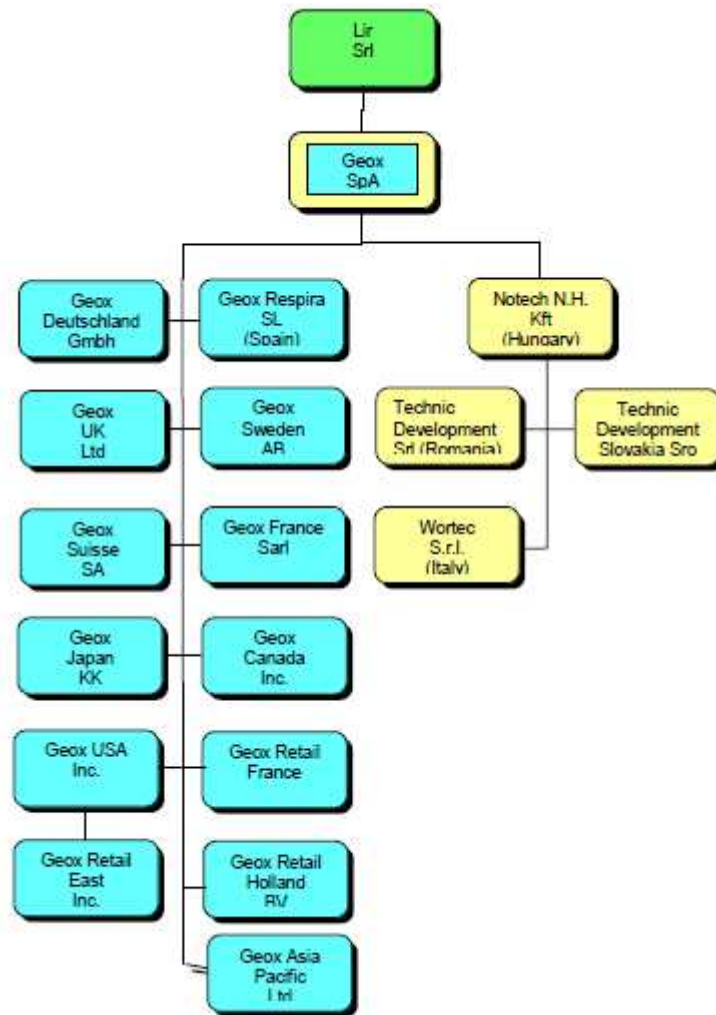 Lir
Srl
Geox
SpA
Geox
Deutschland
Gmbh
Geox Respira
SL
(Spain)
Notech N.H.
Kft
(Hungary)
Geox
UK
Ltd
Geox
Sweden
AB
Technic
Development
Srl (Romania)
Technic
Development
Slovakia Sro
Geox
Suisse
SA
Geox France
Sarl
Wortec
S.r.l.
(Italy)
Geox
Japan
KK
Geox
Canada
Inc.
Geox USA
Inc.
Geox Retail
France
Geox Retail
East
Inc.
Geox Retail
Holland
BV
Geox Asia
Pacific
Ltd